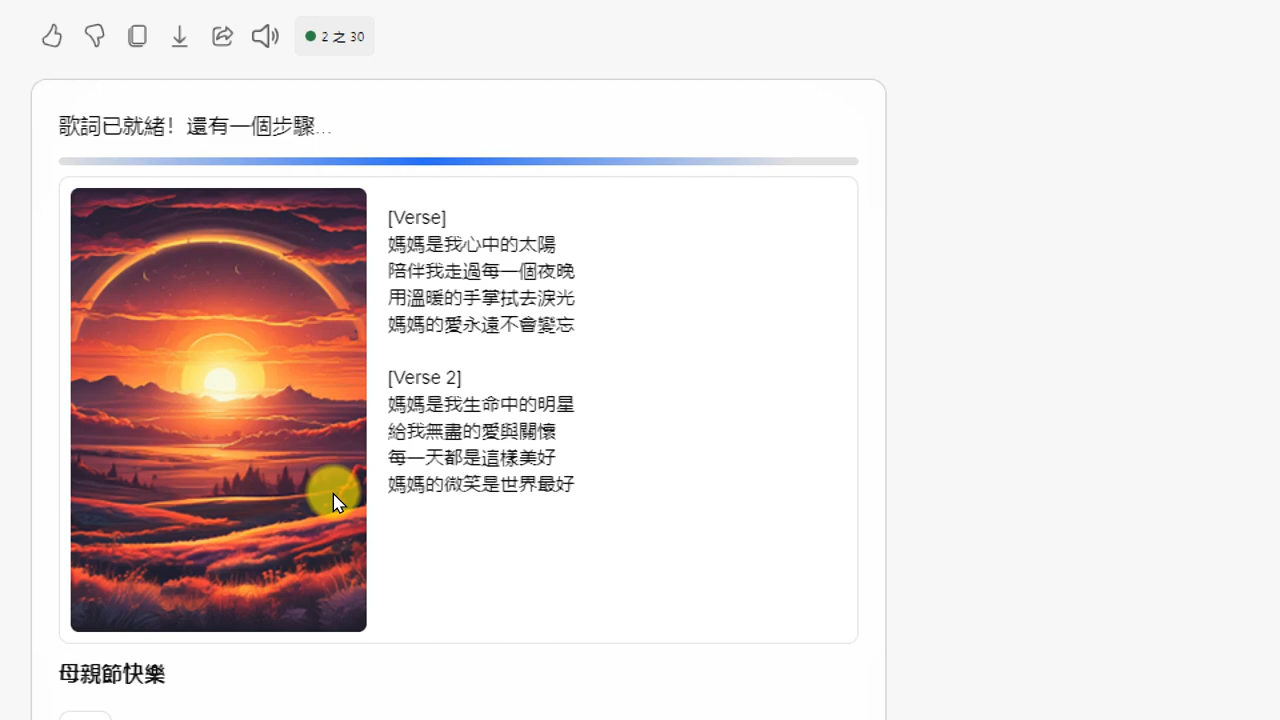 2 之 30
歌詞已就緒！還有一個步驟...
[Verse]
媽媽是我心中的太陽
陪伴我走過每一個夜晚
用溫暖的手掌拭去淚光
媽媽的愛永遠不會變忘
[Verse 2]
媽媽是我生命中的明星
給我無盡的愛與關懷
每一天都是這樣美好
媽媽的微笑是世界最好
母親節快樂